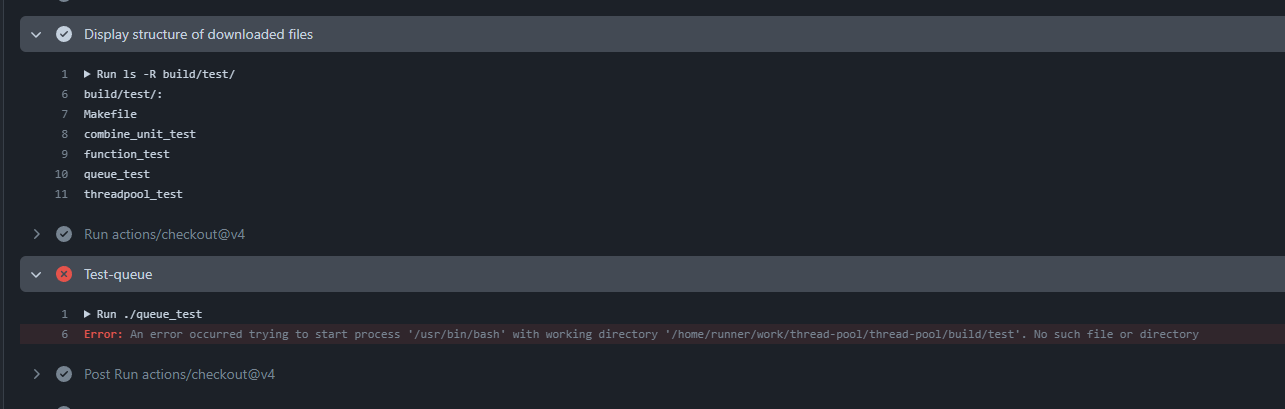 Display structure of downloaded files
1 Run ls -R build/test/
6 build/test/:
7 Makefile
8 combine_unit_test
9 function_test
10 queue_test
11 threadpool_test
Run actions/checkout@v4
Test-queue
1 Run ./queue_test
6 Error: An error occurred trying to start process '/usr/bin/bash' with working directory '/home/runner/work/thread-pool/thread-pool/build/test'. No such file or directory
Post Run actions/checkout@v4